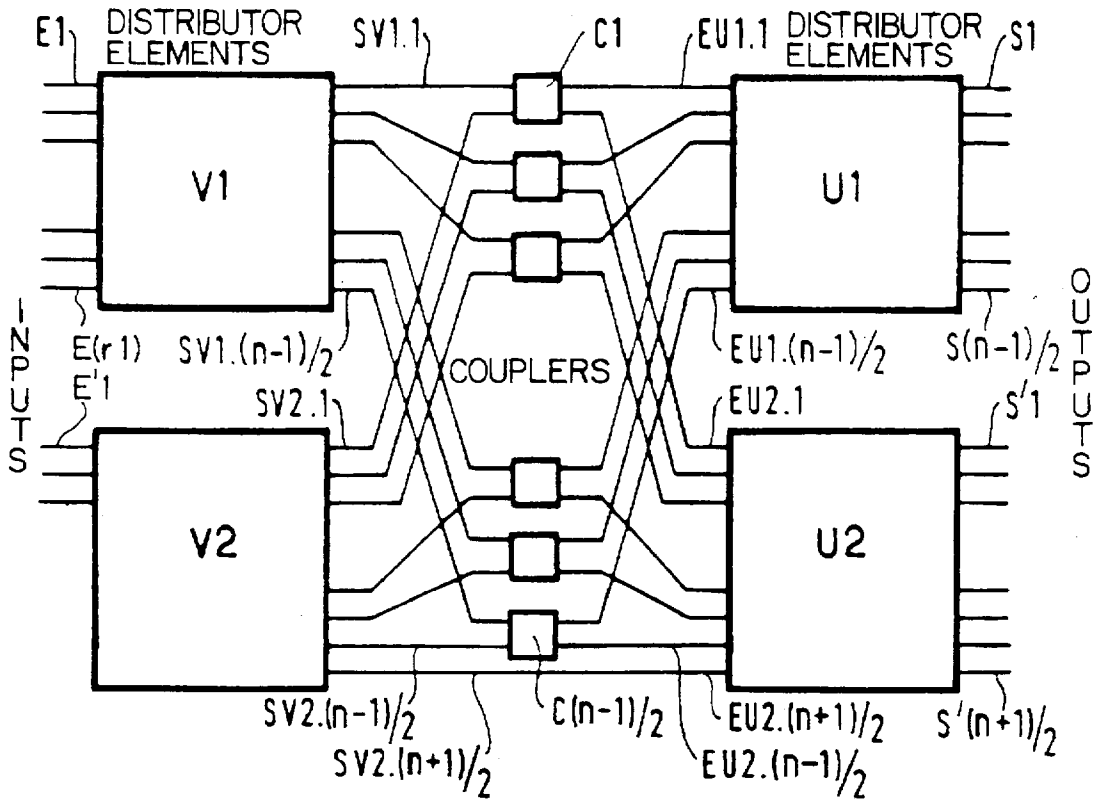 E1
DISTRIBUTOR
ELEMENTS
SV1.1
C1
EU1.1
DISTRIBUTOR
ELEMENTS
S1
V1
U1
INPUTS
OUTPUTS
E(r1)
E'1
SV1.(n-1)/2
COUPLERS
EU1.(n-1)/2
S(n-1)/2
SV2.1
EU2.1
S'1
V2
U2
SV2.(n-1)/2
C(n-1)/2
EU2.(n+1)/2
S'(n+1)/2
SV2.(n+1)/2
EU2.(n-1)/2